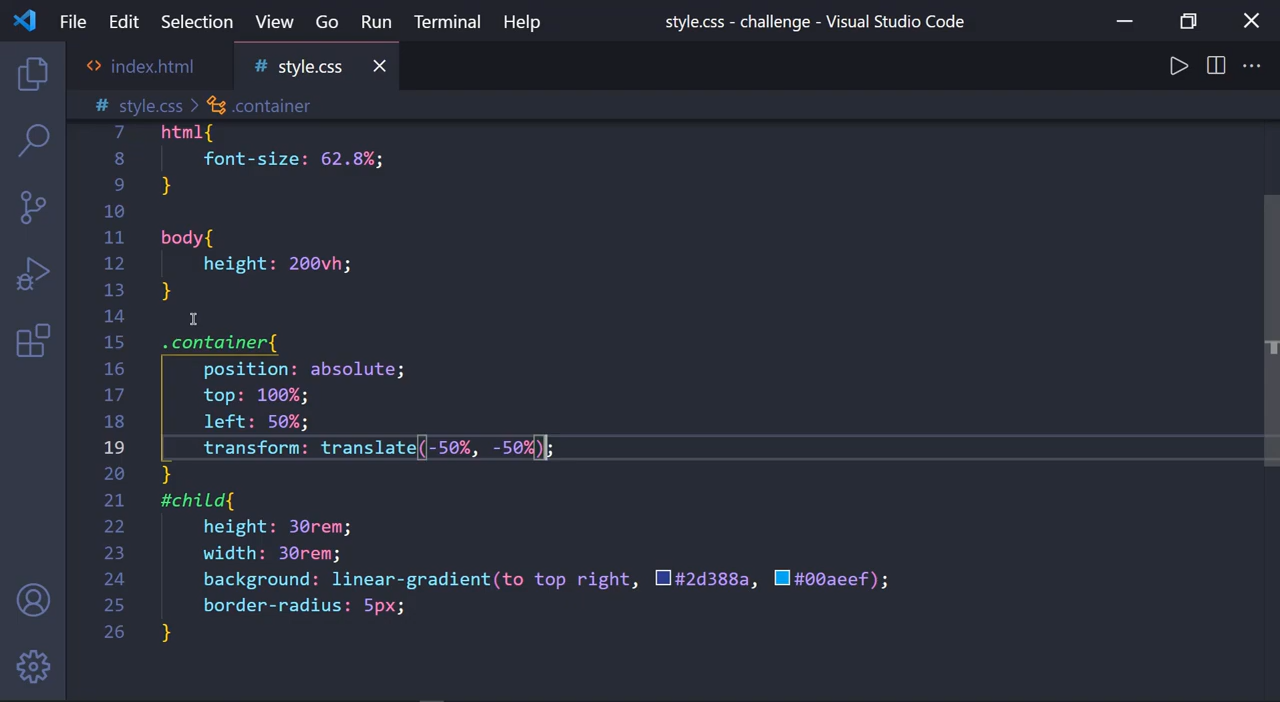 File Edit Selection View Go Run Terminal Help style.css - challenge - Visual Studio Code
<> index.html # style.css
# style.css > .container
7 html{
8 font-size: 62.8%;
9 }
10
11 body{
12 height: 200vh;
13 }
14
15 .container{
16 position: absolute;
17 top: 100%;
18 left: 50%;
19 transform: translate(-50%, -50%);
20 }
21 #child{
22 height: 30rem;
23 width: 30rem;
24 background: linear-gradient(to top right, #2d388a, #00aeef);
25 border-radius: 5px;
26 }